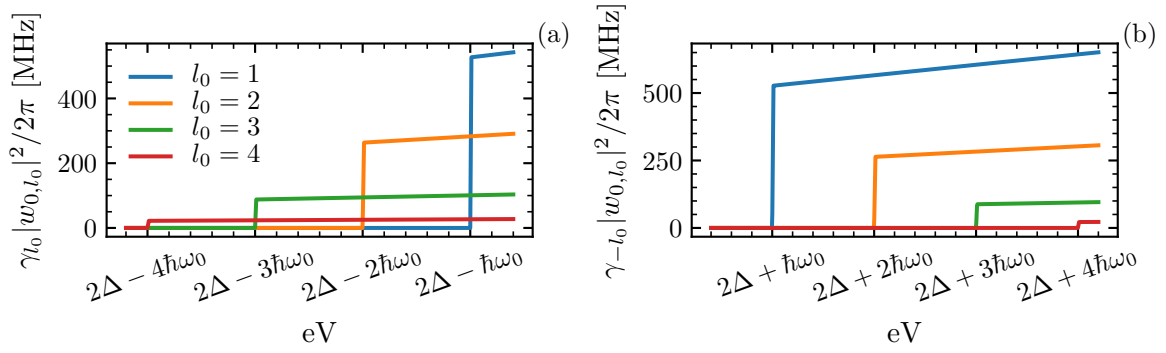 (a)
γ_{l_0}|w_{0,l_0}|^2/2π [MHz]
400
200
0
l_0 = 1
l_0 = 2
l_0 = 3
l_0 = 4
2Δ − 4ħω_0
2Δ − 3ħω_0
2Δ − 2ħω_0
2Δ − ħω_0
eV
(b)
γ_{−l_0}|w_{0,l_0}|^2/2π [MHz]
500
250
0
2Δ + ħω_0
2Δ + 2ħω_0
2Δ + 3ħω_0
2Δ + 4ħω_0
eV